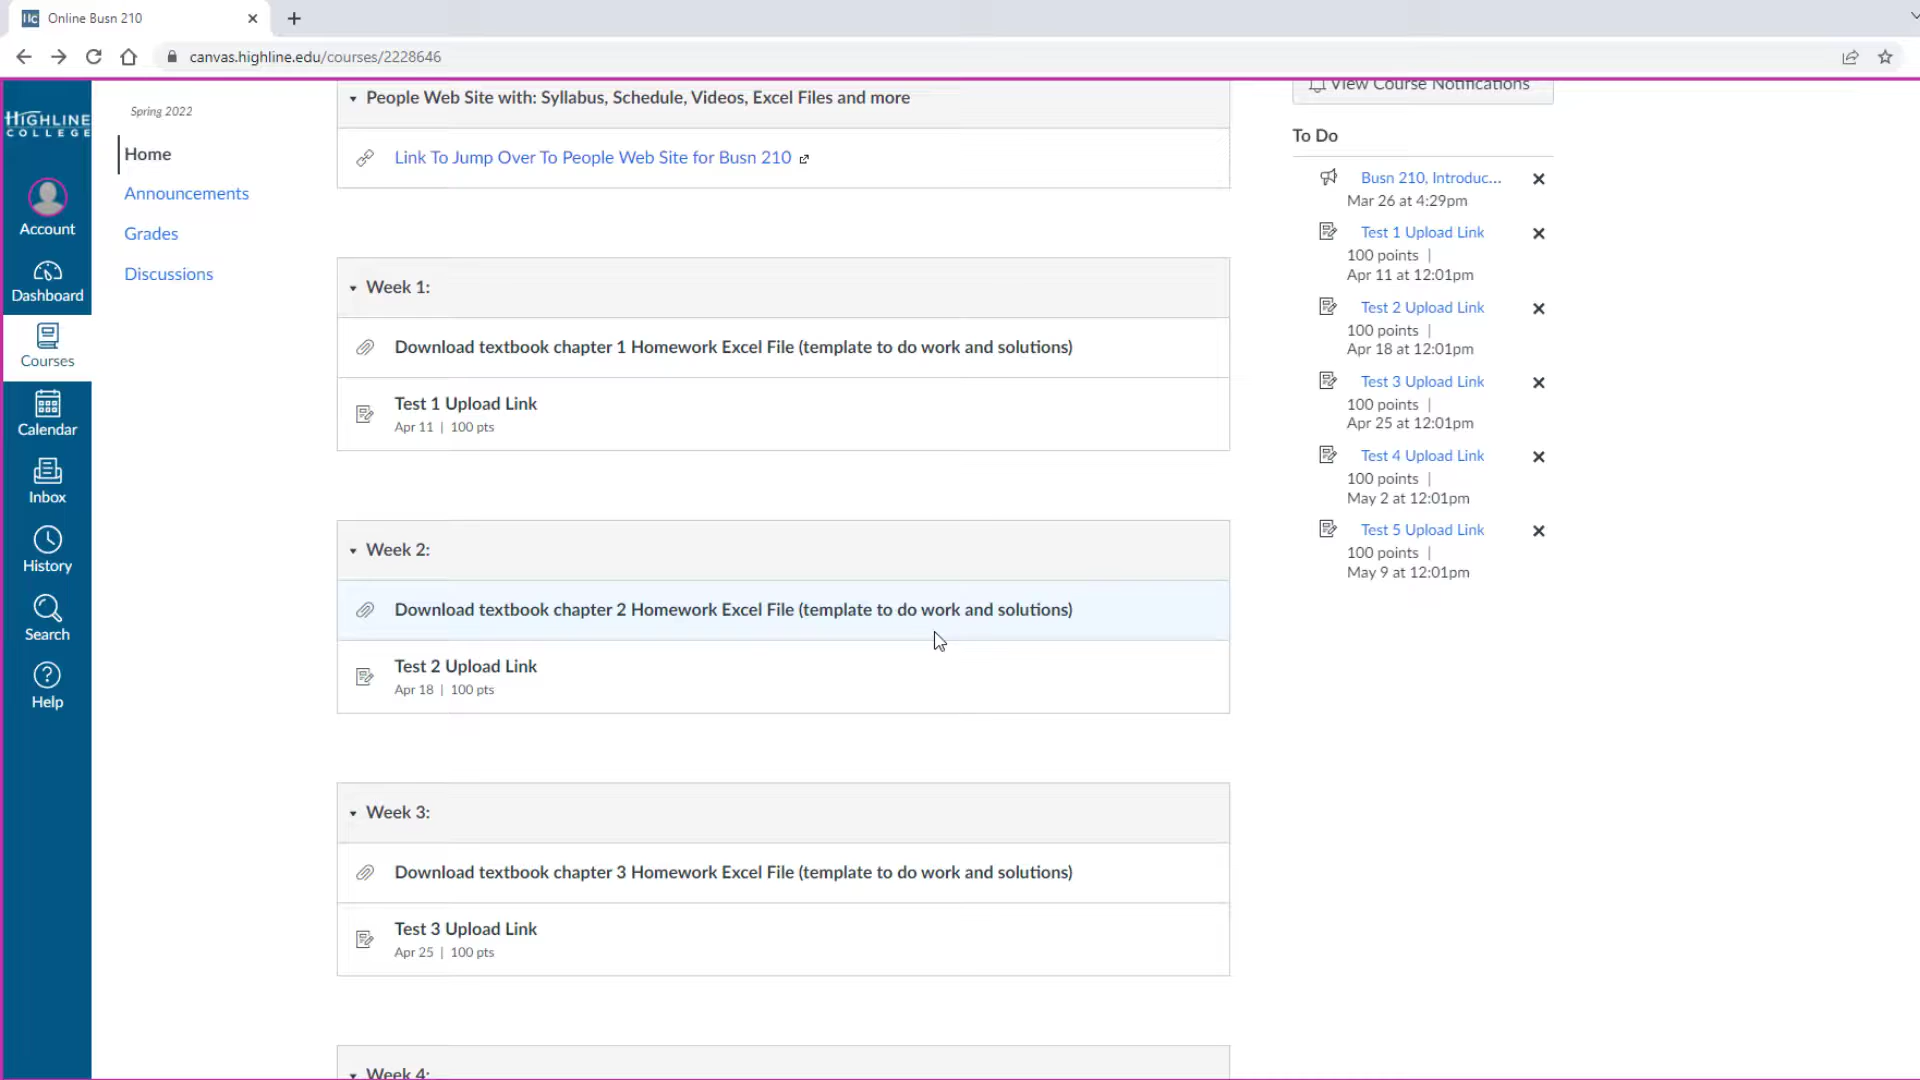 Online Busn 210
canvas.highline.edu/courses/2228646
HIGHLINE
COLLEGE
Account
Dashboard
Courses
Calendar
Inbox
History
Search
Help
Spring 2022
Home
Announcements
Grades
Discussions
People Web Site with: Syllabus, Schedule, Videos, Excel Files and more
Link To Jump Over To People Web Site for Busn 210
Week 1:
Download textbook chapter 1 Homework Excel File (template to do work and solutions)
Test 1 Upload Link
Apr 11 | 100 pts
Week 2:
Download textbook chapter 2 Homework Excel File (template to do work and solutions)
Test 2 Upload Link
Apr 18 | 100 pts
Week 3:
Download textbook chapter 3 Homework Excel File (template to do work and solutions)
Test 3 Upload Link
Apr 25 | 100 pts
Week 4:
View Course Notifications
To Do
Busn 210, Introduc...
Mar 26 at 4:29pm
Test 1 Upload Link
100 points |
Apr 11 at 12:01pm
Test 2 Upload Link
100 points |
Apr 18 at 12:01pm
Test 3 Upload Link
100 points |
Apr 25 at 12:01pm
Test 4 Upload Link
100 points |
May 2 at 12:01pm
Test 5 Upload Link
100 points |
May 9 at 12:01pm